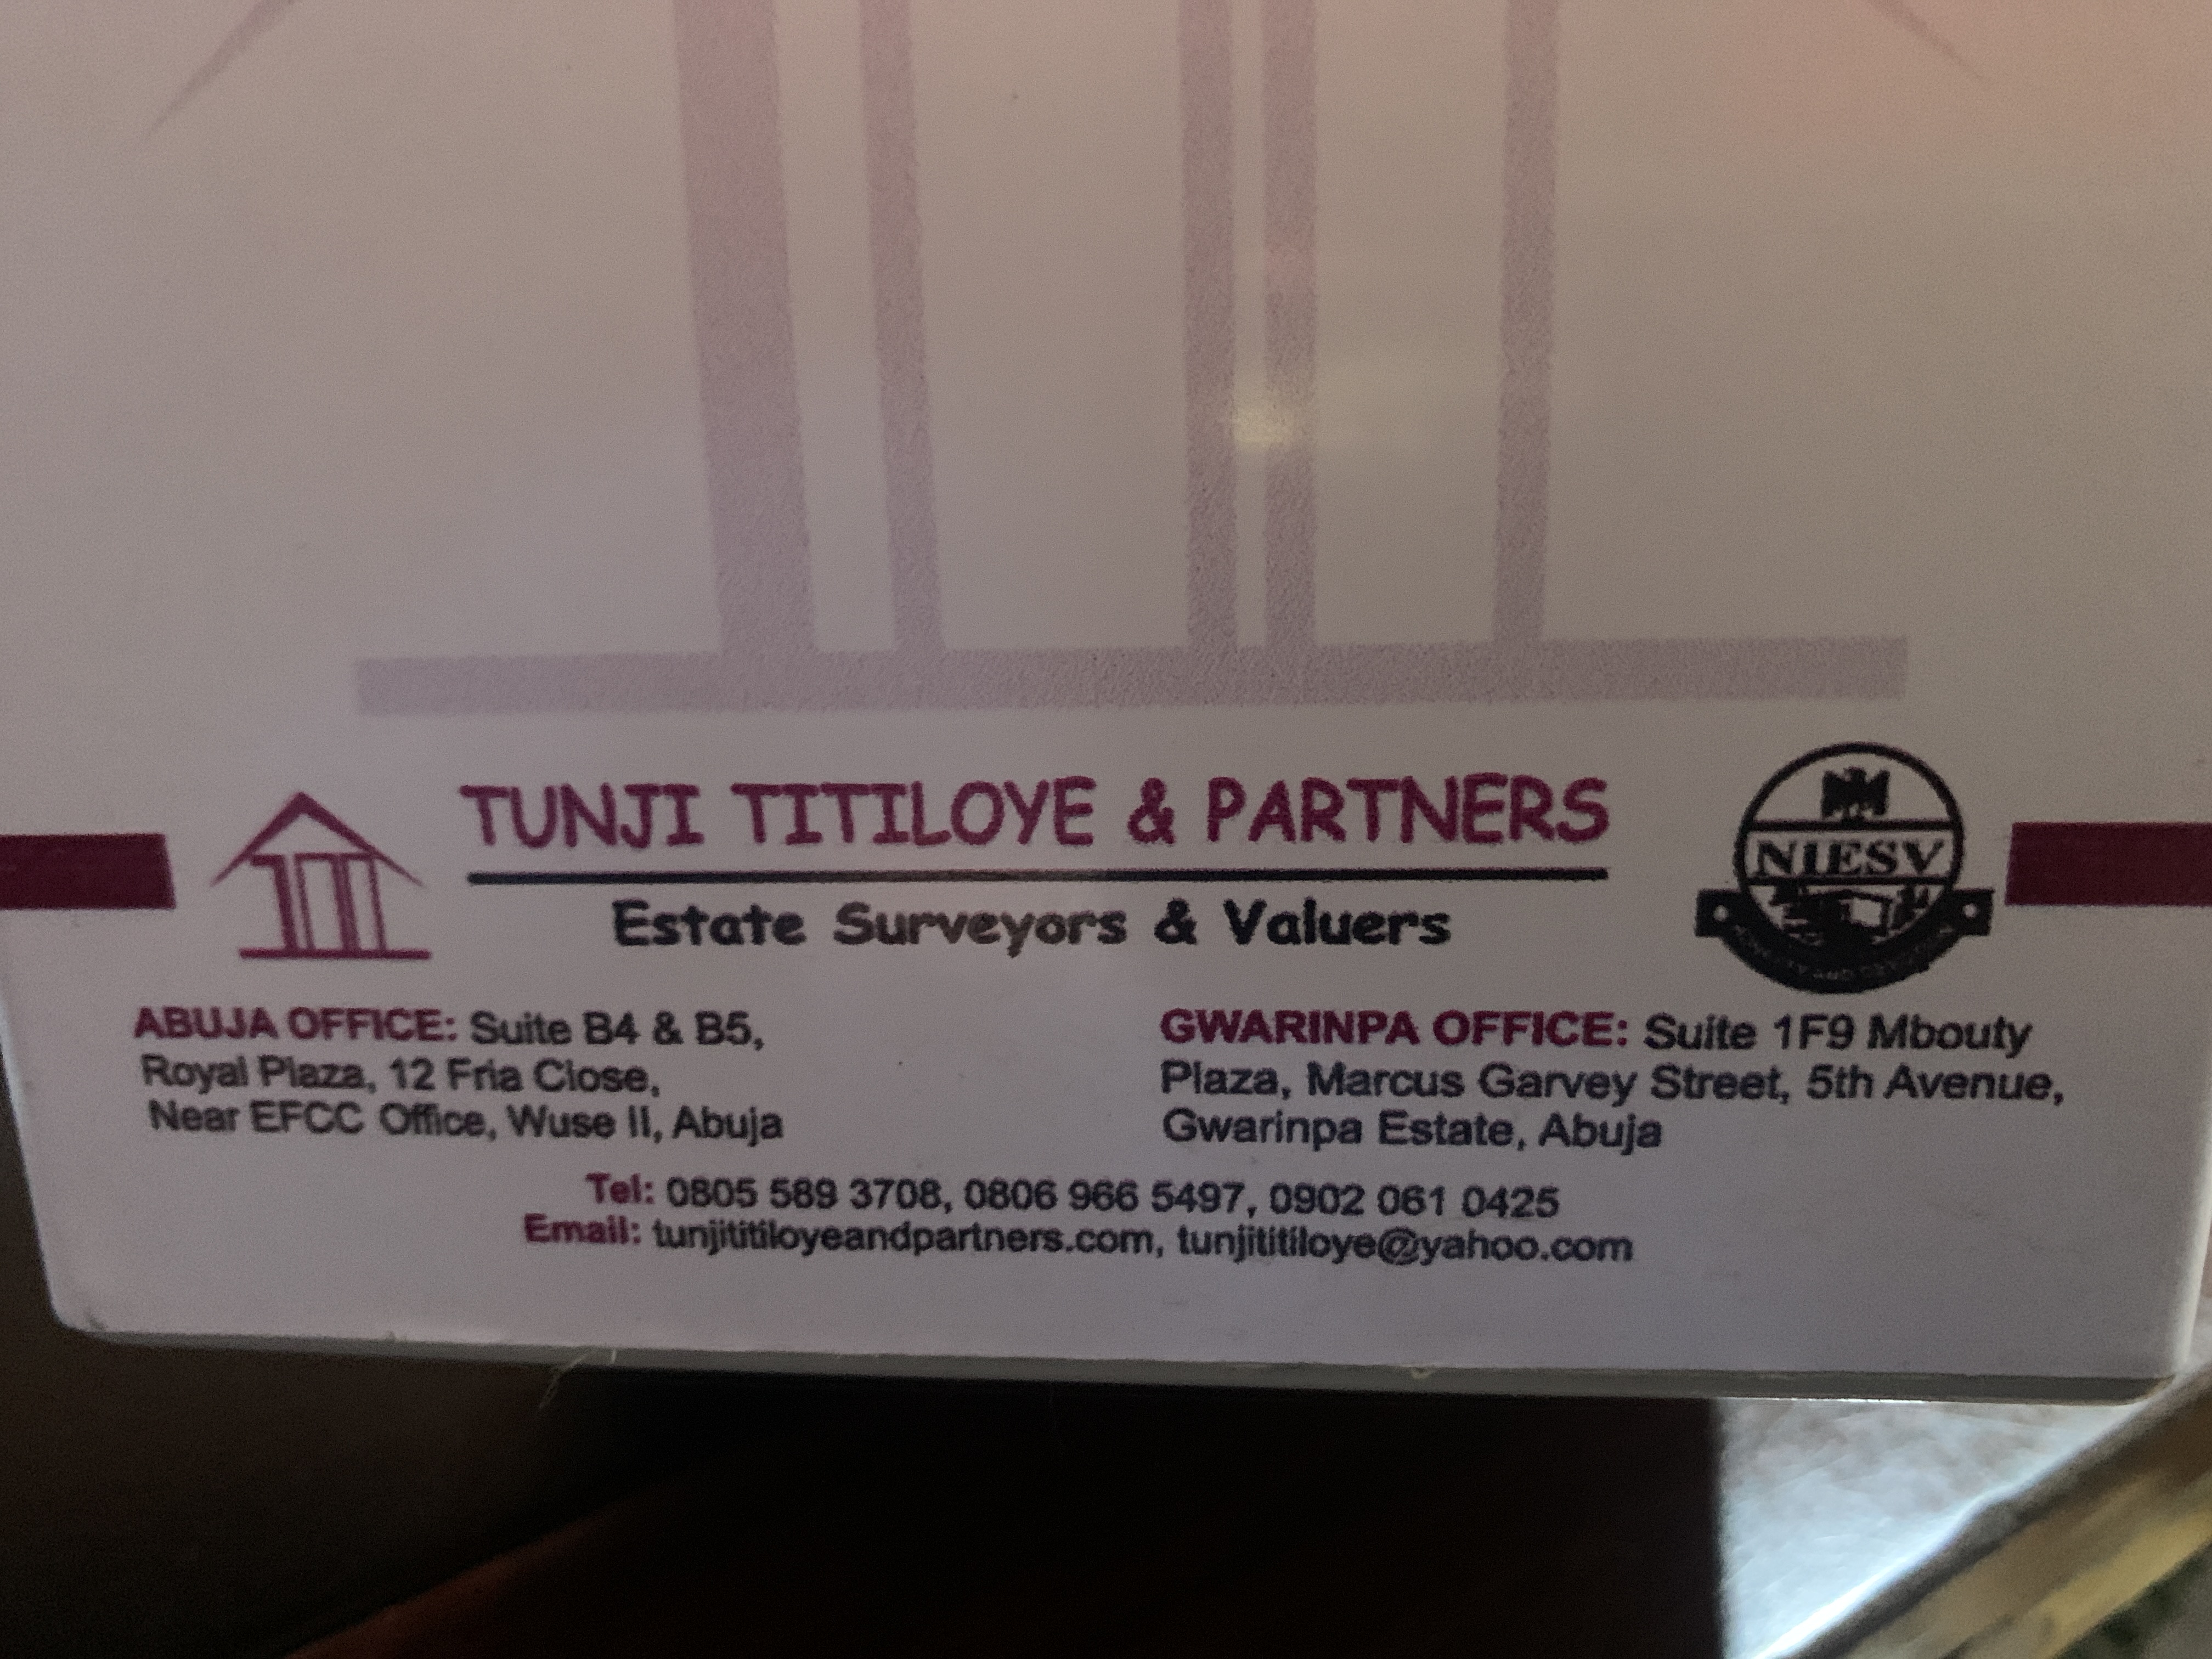 TUNJI TITILOYE & PARTNERS
Estate Surveyors & Valuers
NIESV
ABUJA OFFICE: Suite B4 & B5,
Royal Plaza, 12 Fria Close,
Near EFCC Office, Wuse II, Abuja
GWARINPA OFFICE: Suite 1F9 Mbouty
Plaza, Marcus Garvey Street, 5th Avenue,
Gwarinpa Estate, Abuja
Tel: 0805 589 3708, 0806 966 5497, 0902 061 0425
Email: tunjititiloyeandpartners.com, tunjititiloye@yahoo.com